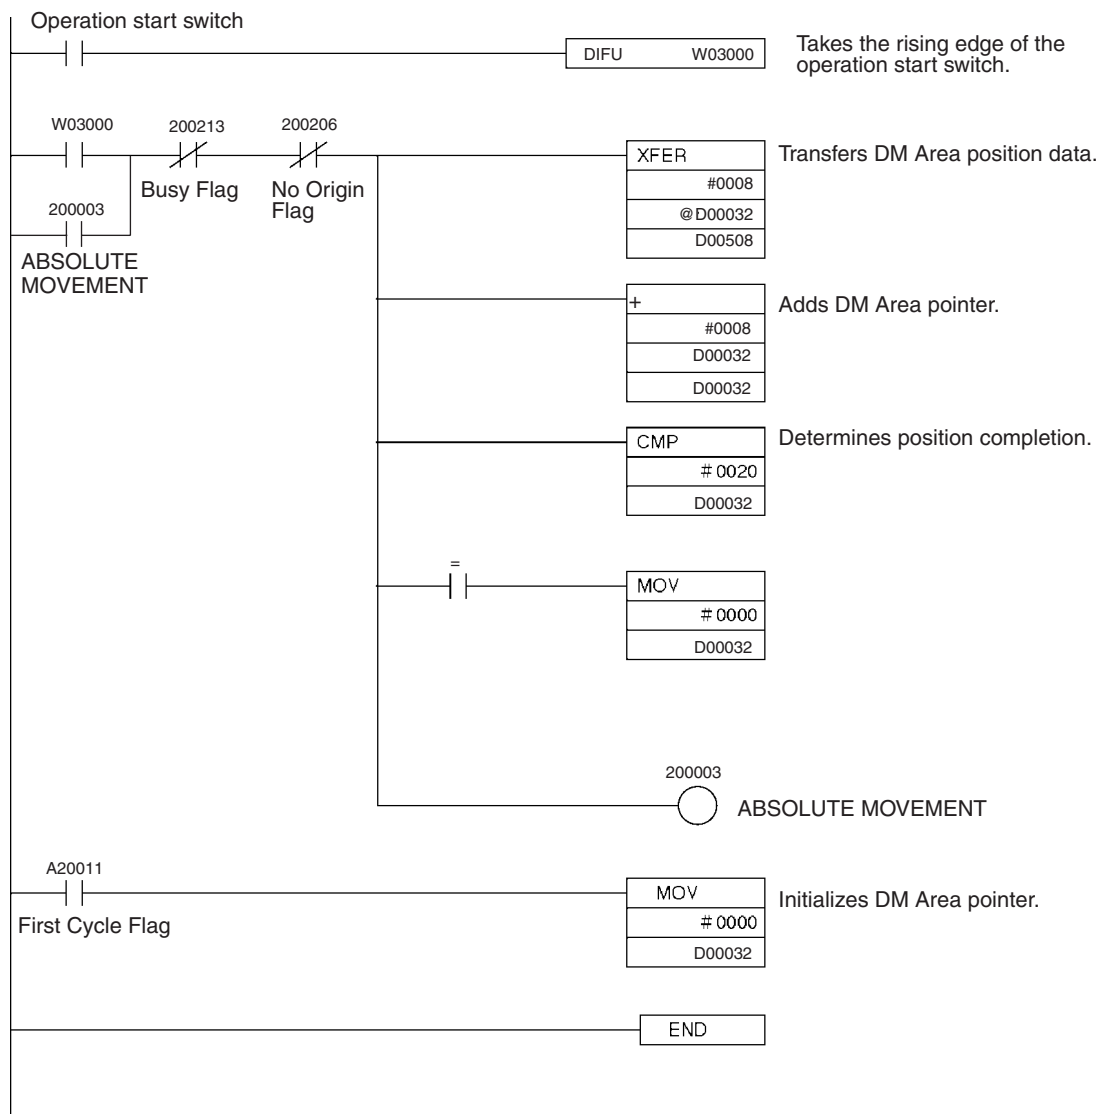 Operation start switch
DIFU W03000
Takes the rising edge of the
operation start switch.
W03000
200213
200206
Busy Flag
No Origin
Flag
200003
ABSOLUTE
MOVEMENT
XFER
#0008
@D00032
D00508
Transfers DM Area position data.
+
#0008
D00032
D00032
Adds DM Area pointer.
CMP
# 0020
D00032
Determines position completion.
=
MOV
# 0000
D00032
200003
ABSOLUTE MOVEMENT
A20011
First Cycle Flag
MOV
# 0000
D00032
Initializes DM Area pointer.
END